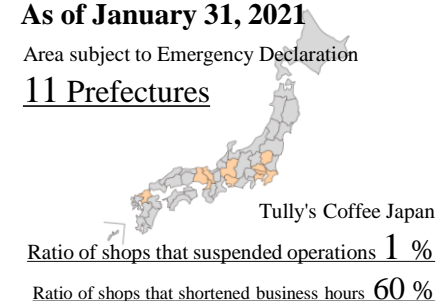 As of January 31, 2021
Area subject to Emergency Declaration
11 Prefectures
Tully's Coffee Japan
Ratio of shops that suspended operations 1 %
Ratio of shops that shortened business hours 60 %